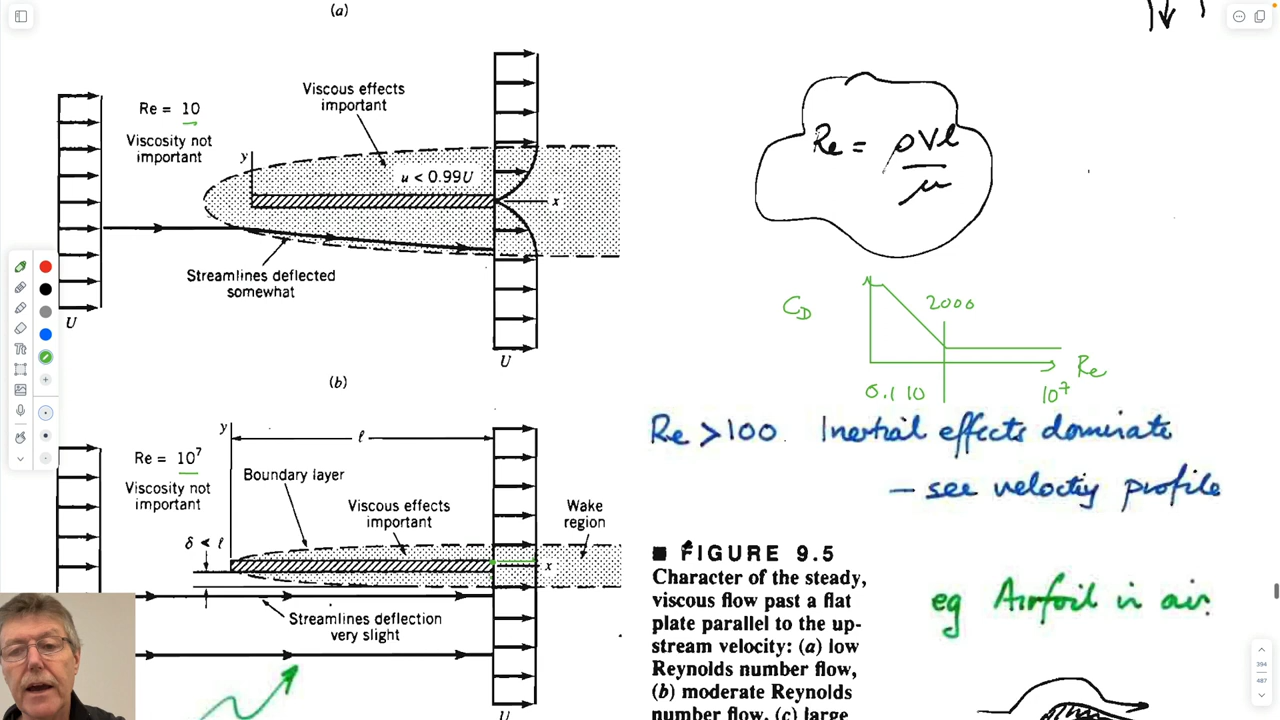 (a)
Re = 10
Viscosity not
important
Viscous effects
important
y
u < 0.99U
x
Streamlines deflected
somewhat
U
U
(b)
Re = 10⁷
Viscosity not
important
y
ℓ
Boundary layer
Viscous effects
important
Wake
region
δ < ℓ
x
Streamlines deflection
very slight
U
Re = ρVl
μ
C_D
2000
Re
0.1 10
10⁷
Re >100 Inertial effects dominate
– see veloctiy profile
■ FIGURE 9.5
Character of the steady,
viscous flow past a flat
plate parallel to the up-
stream velocity: (a) low
Reynolds number flow,
(b) moderate Reynolds
number flow, (c) large
eg Airfoil in air.
Tt
394
487